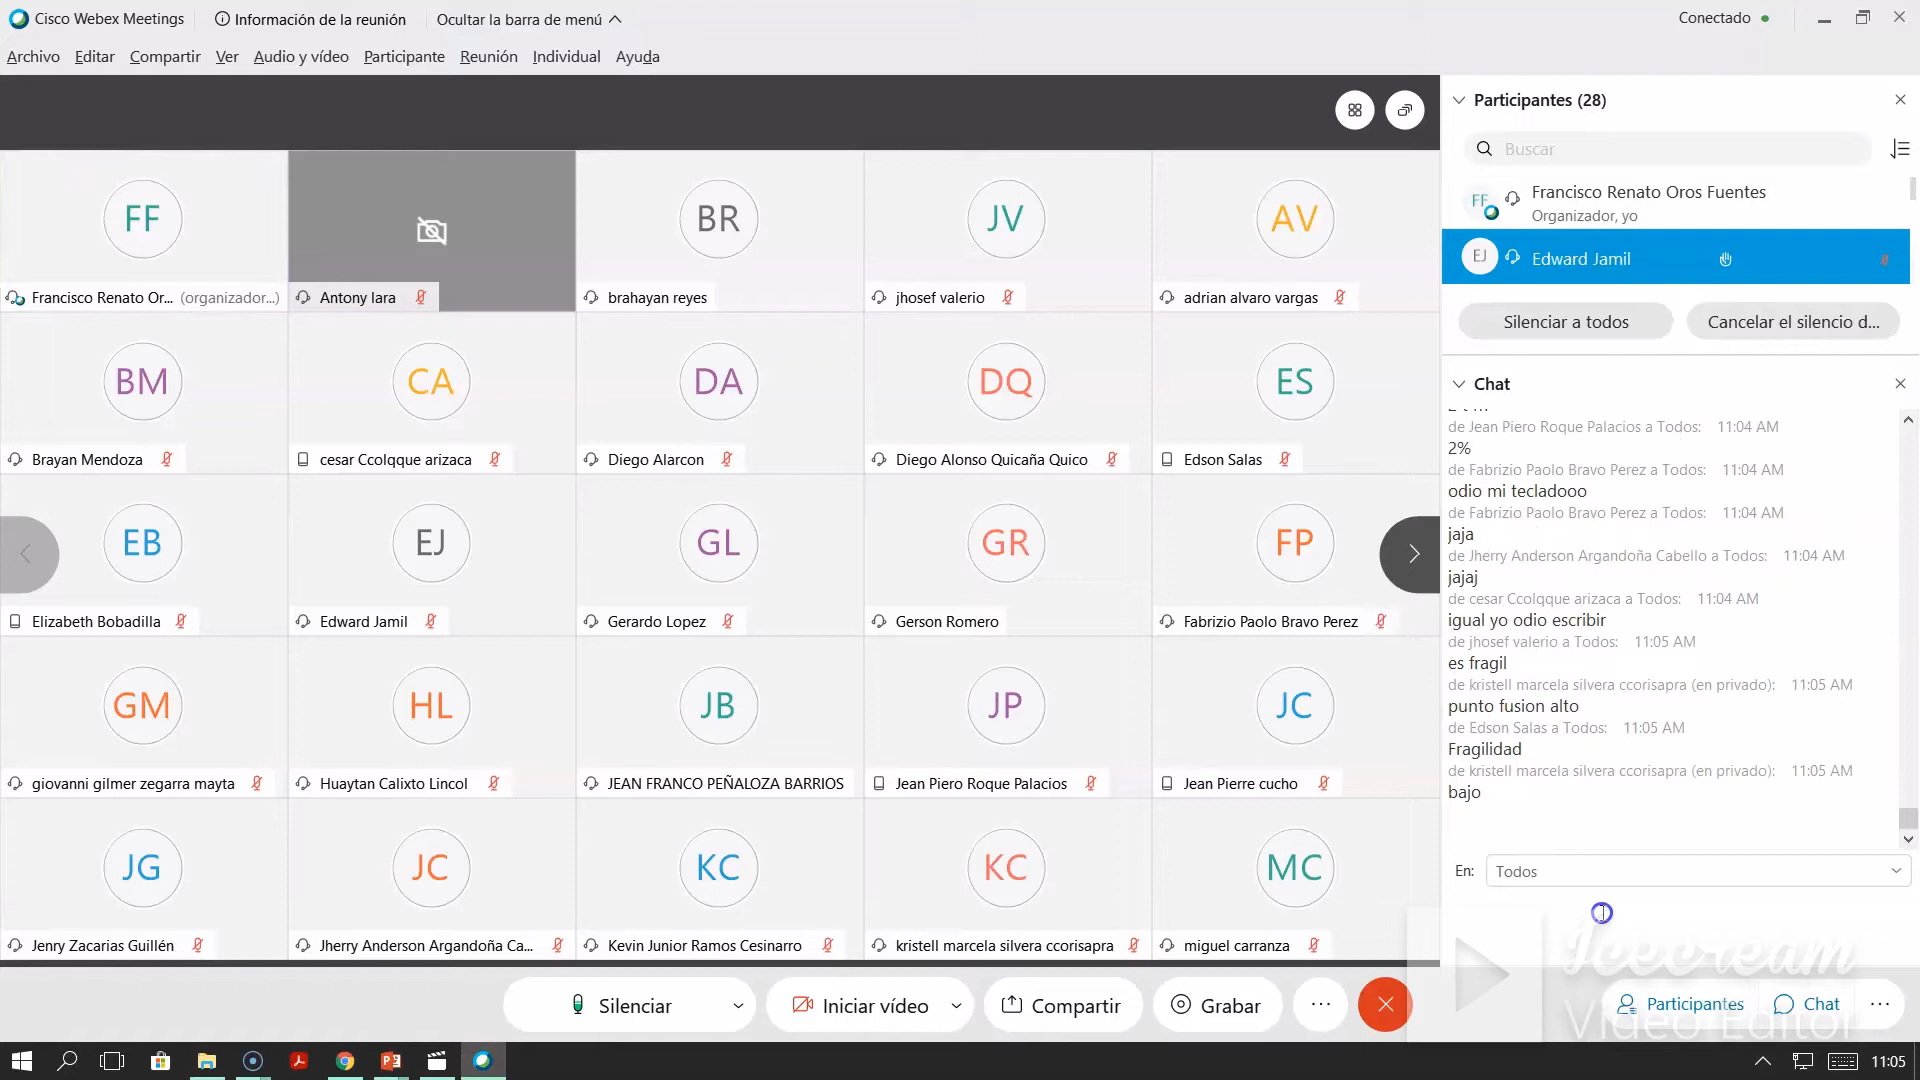 Cisco Webex Meetings
Información de la reunión
Ocultar la barra de menú
Conectado
Archivo Editar Compartir Ver Audio y vídeo Participante Reunión Individual Ayuda
FF
Francisco Renato Or... (organizador...)
Antony lara
BR
brahayan reyes
JV
jhosef valerio
AV
adrian alvaro vargas
BM
Brayan Mendoza
CA
cesar Ccolqque arizaca
DA
Diego Alarcon
DQ
Diego Alonso Quicaña Quico
ES
Edson Salas
EB
Elizabeth Bobadilla
EJ
Edward Jamil
GL
Gerardo Lopez
GR
Gerson Romero
FP
Fabrizio Paolo Bravo Perez
GM
giovanni gilmer zegarra mayta
HL
Huaytan Calixto Lincol
JB
JEAN FRANCO PEÑALOZA BARRIOS
JP
Jean Piero Roque Palacios
JC
Jean Pierre cucho
JG
Jenry Zacarias Guillén
JC
Jherry Anderson Argandoña Ca...
KC
Kevin Junior Ramos Cesinarro
KC
kristell marcela silvera ccorisapra
MC
miguel carranza
Participantes (28)
Buscar
FF
Francisco Renato Oros Fuentes
Organizador, yo
EJ
Edward Jamil
Silenciar a todos
Cancelar el silencio d...
Chat
de Jean Piero Roque Palacios a Todos: 11:04 AM
2%
de Fabrizio Paolo Bravo Perez a Todos: 11:04 AM
odio mi tecladooo
de Fabrizio Paolo Bravo Perez a Todos: 11:04 AM
jaja
de Jherry Anderson Argandoña Cabello a Todos: 11:04 AM
jajaj
de cesar Ccolqque arizaca a Todos: 11:04 AM
igual yo odio escribir
de jhosef valerio a Todos: 11:05 AM
es fragil
de kristell marcela silvera ccorisapra (en privado): 11:05 AM
punto fusion alto
de Edson Salas a Todos: 11:05 AM
Fragilidad
de kristell marcela silvera ccorisapra (en privado): 11:05 AM
bajo
En: Todos
Icecream
Video Editor
Silenciar
Iniciar vídeo
Compartir
Grabar
Participantes
Chat
11:05